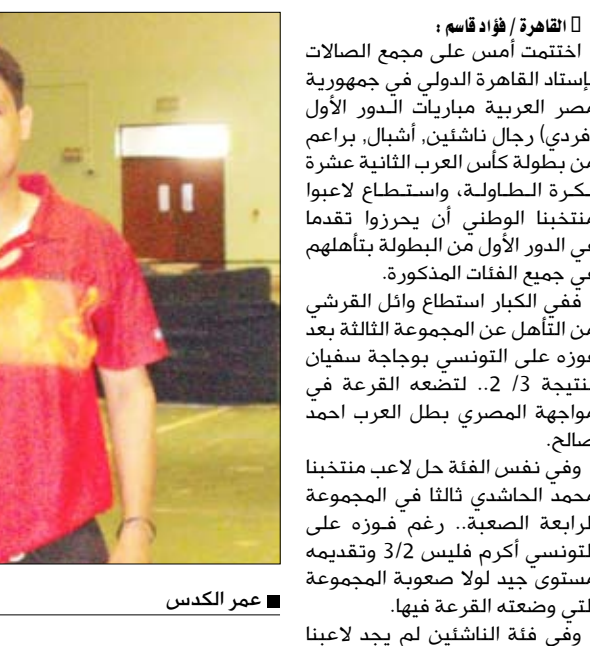 القاهرة / فؤاد قاسم :
اختتمت أمس على مجمع الصالات
بإستاد القاهرة الدولي في جمهورية
مصر العربية مباريات الدور الأول
(فردي) رجال ناشئين, أشبال, براعم
من بطولة كأس العرب الثانية عشرة
لكرة الطاولة، واستطاع لاعبوا
منتخبنا الوطني أن يحرزوا تقدما
في الدور الأول من البطولة بتأهلهم
في جميع الفئات المذكورة.
ففي الكبار استطاع وائل القرشي
من التأهل عن المجموعة الثالثة بعد
فوزه على التونسي بوجاجة سفيان
بنتيجة 3/ 2.. لتضعه القرعة في
مواجهة المصري بطل العرب احمد
صالح.
وفي نفس الفئة حل لاعب منتخبنا
محمد الحاشدي ثالثا في المجموعة
الرابعة الصعبة.. رغم فوزه على
التونسي أكرم فليس 3/2 وتقديمه
مستوى جيد لولا صعوبة المجموعة
التي وضعته القرعة فيها.
وفي فئة الناشئين لم يجد لاعبنا
■ عمر الكدس